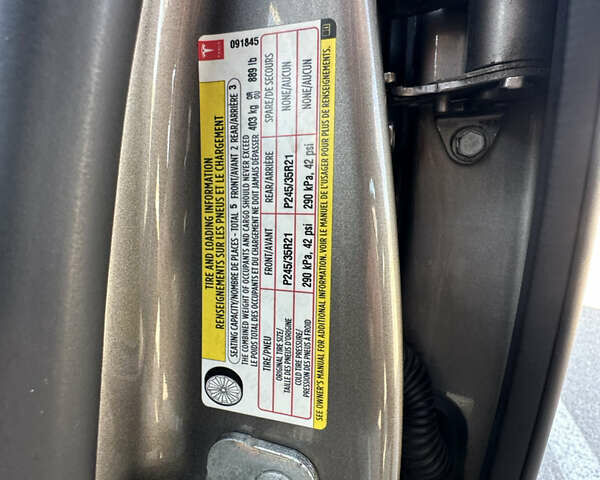 TESLA
091845
TIRE AND LOADING INFORMATION
RENSEIGNEMENTS SUR LES PNEUS ET LE CHARGEMENT
SEATING CAPACITY/NOMBRE DE PLACES - TOTAL 5 FRONT/AVANT 2 REAR/ARRIÈRE 3
THE COMBINED WEIGHT OF OCCUPANTS AND CARGO SHOULD NEVER EXCEED
LE POIDS TOTAL DES OCCUPANTS ET DU CHARGEMENT NE DOIT JAMAIS DÉPASSER 403 kg OR OU 889 lb
TIRE/PNEU FRONT/AVANT REAR/ARRIÈRE SPARE/DE SECOURS
ORIGINAL TIRE SIZE/ P245/35R21 P245/35R21 NONE/AUCUN
TAILLE DES PNEUS D'ORIGINE
COLD TIRE PRESSURE/ 290 kPa, 42 psi 290 kPa, 42 psi NONE/AUCUN
PRESSION DES PNEUS À FROID
SEE OWNER'S MANUAL FOR ADDITIONAL INFORMATION. VOIR LE MANUEL DE L'USAGER POUR PLUS DE RENSEIGNEMENTS.